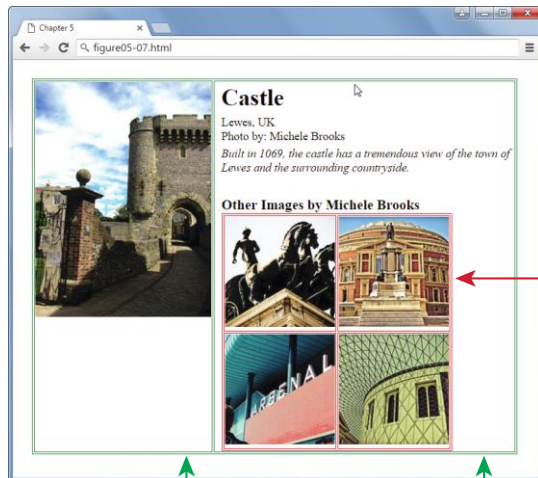 Chapter 5
figure05-07.html
Castle
Lewes, UK
Photo by: Michele Brooks
Built in 1069, the castle has a tremendous view of the town of
Lewes and the surrounding countryside.
Other Images by Michele Brooks
ARSENAL